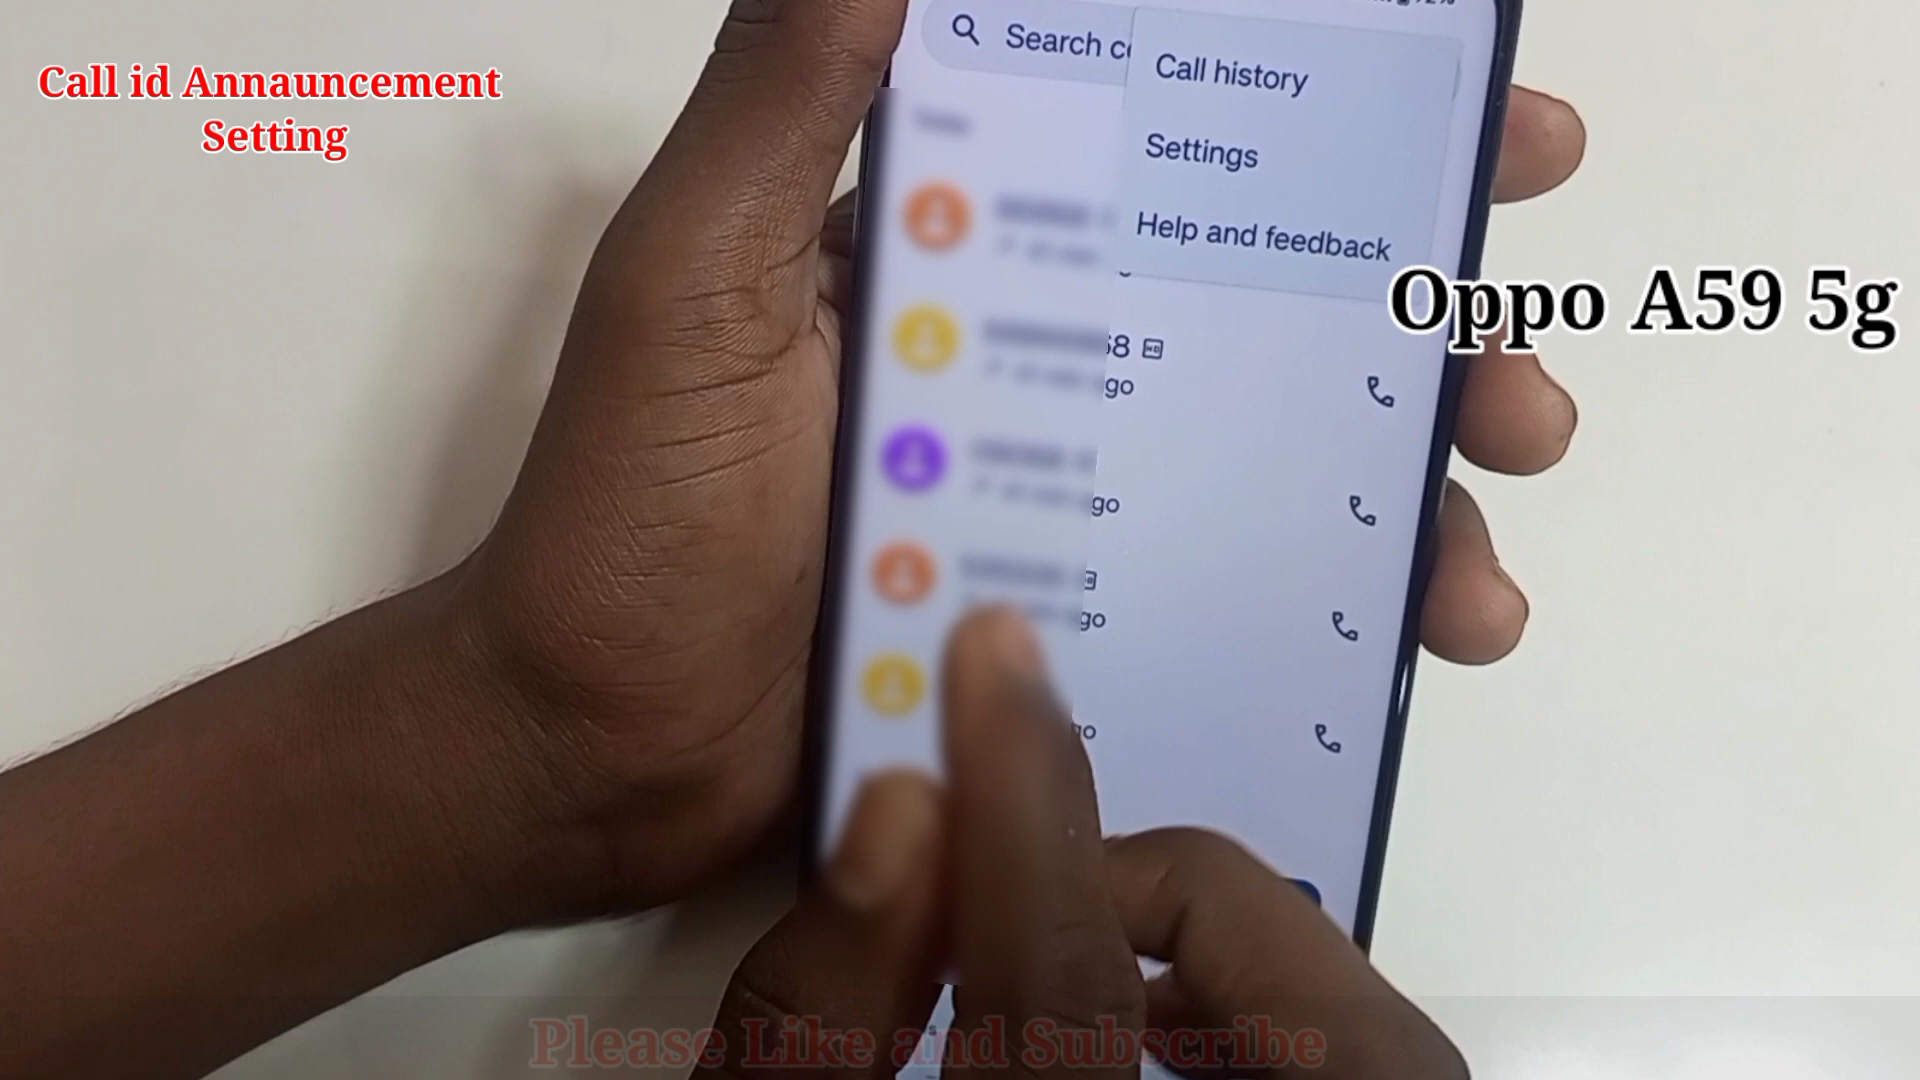 Call id Annauncement
Setting
Search
Call history
Settings
Help and feedback
Oppo A59 5g
go
go
go
Please Like and Subscribe